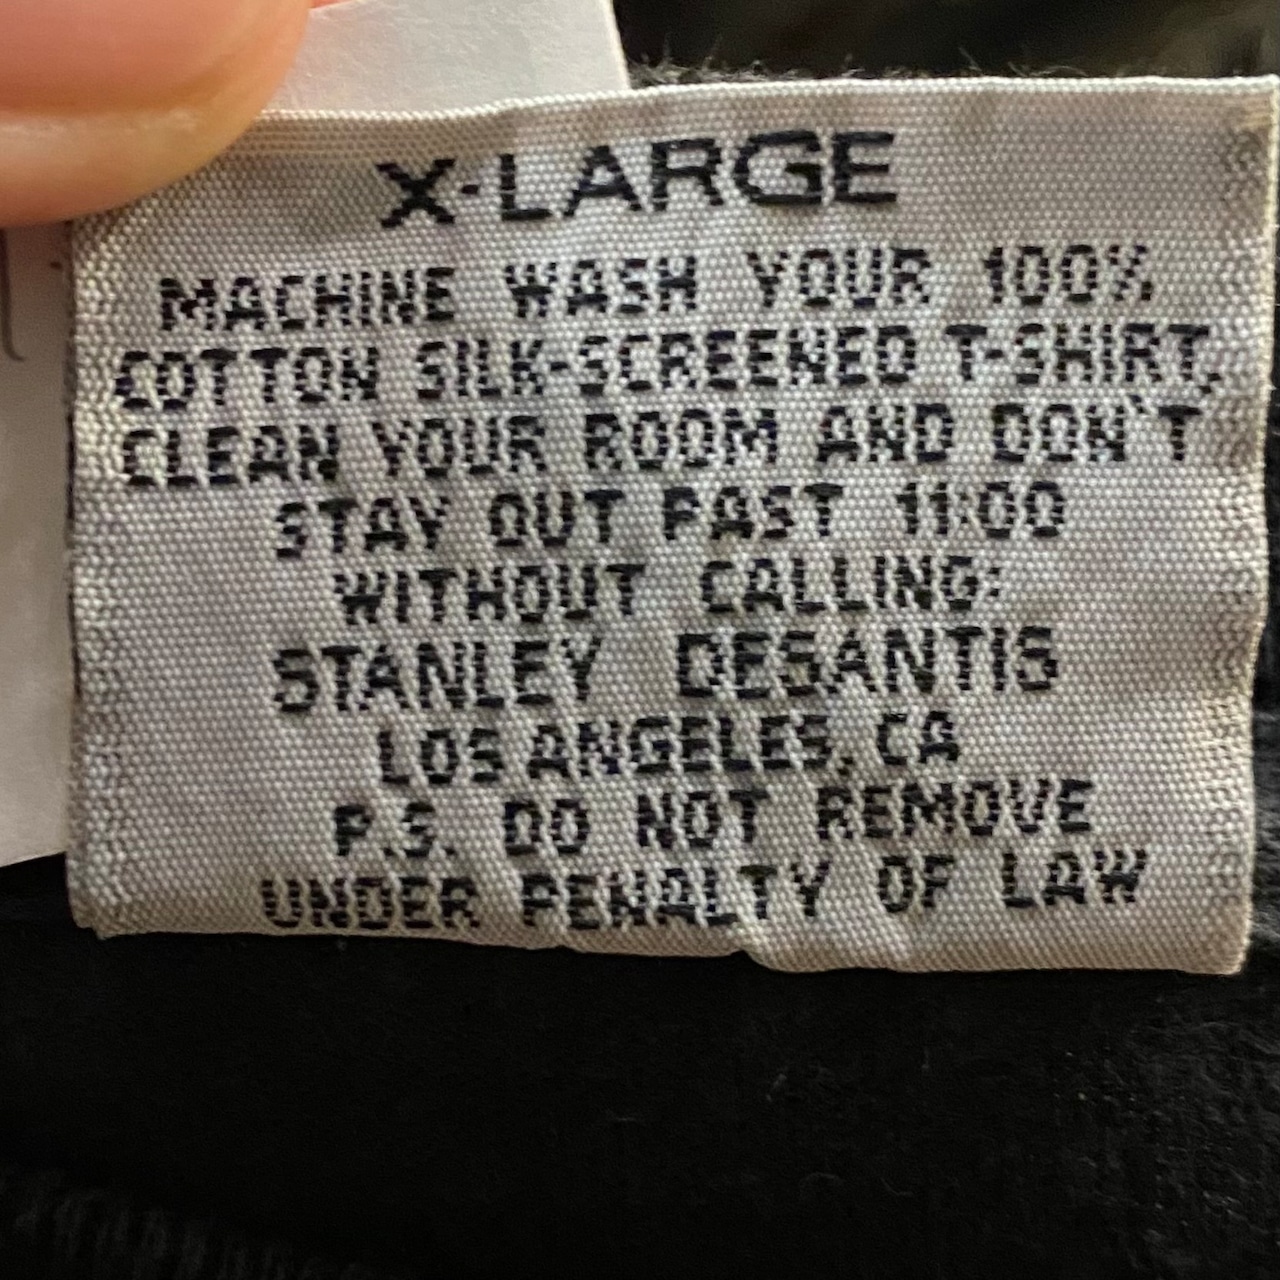 X-LARGE
MACHINE WASH YOUR 100%
COTTON SILK-SCREENED T-SHIRT,
CLEAN YOUR ROOM AND DON'T
STAY OUT PAST 11:00
WITHOUT CALLING:
STANLEY DESANTIS
LOS ANGELES, CA
P.S. DO NOT REMOVE
UNDER PENALTY OF LAW